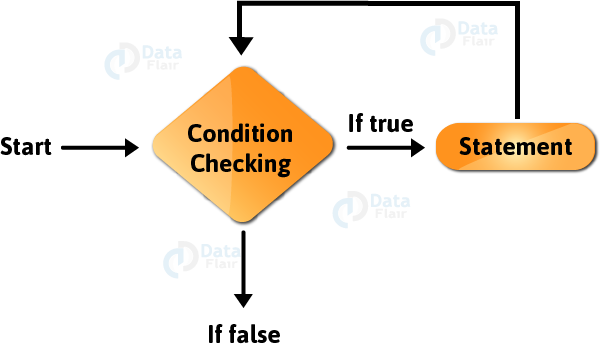 Data
Flair
Data
Flair
If true
Start
Condition
Checking
Statement
Data
Flair
Data
Flair
If false